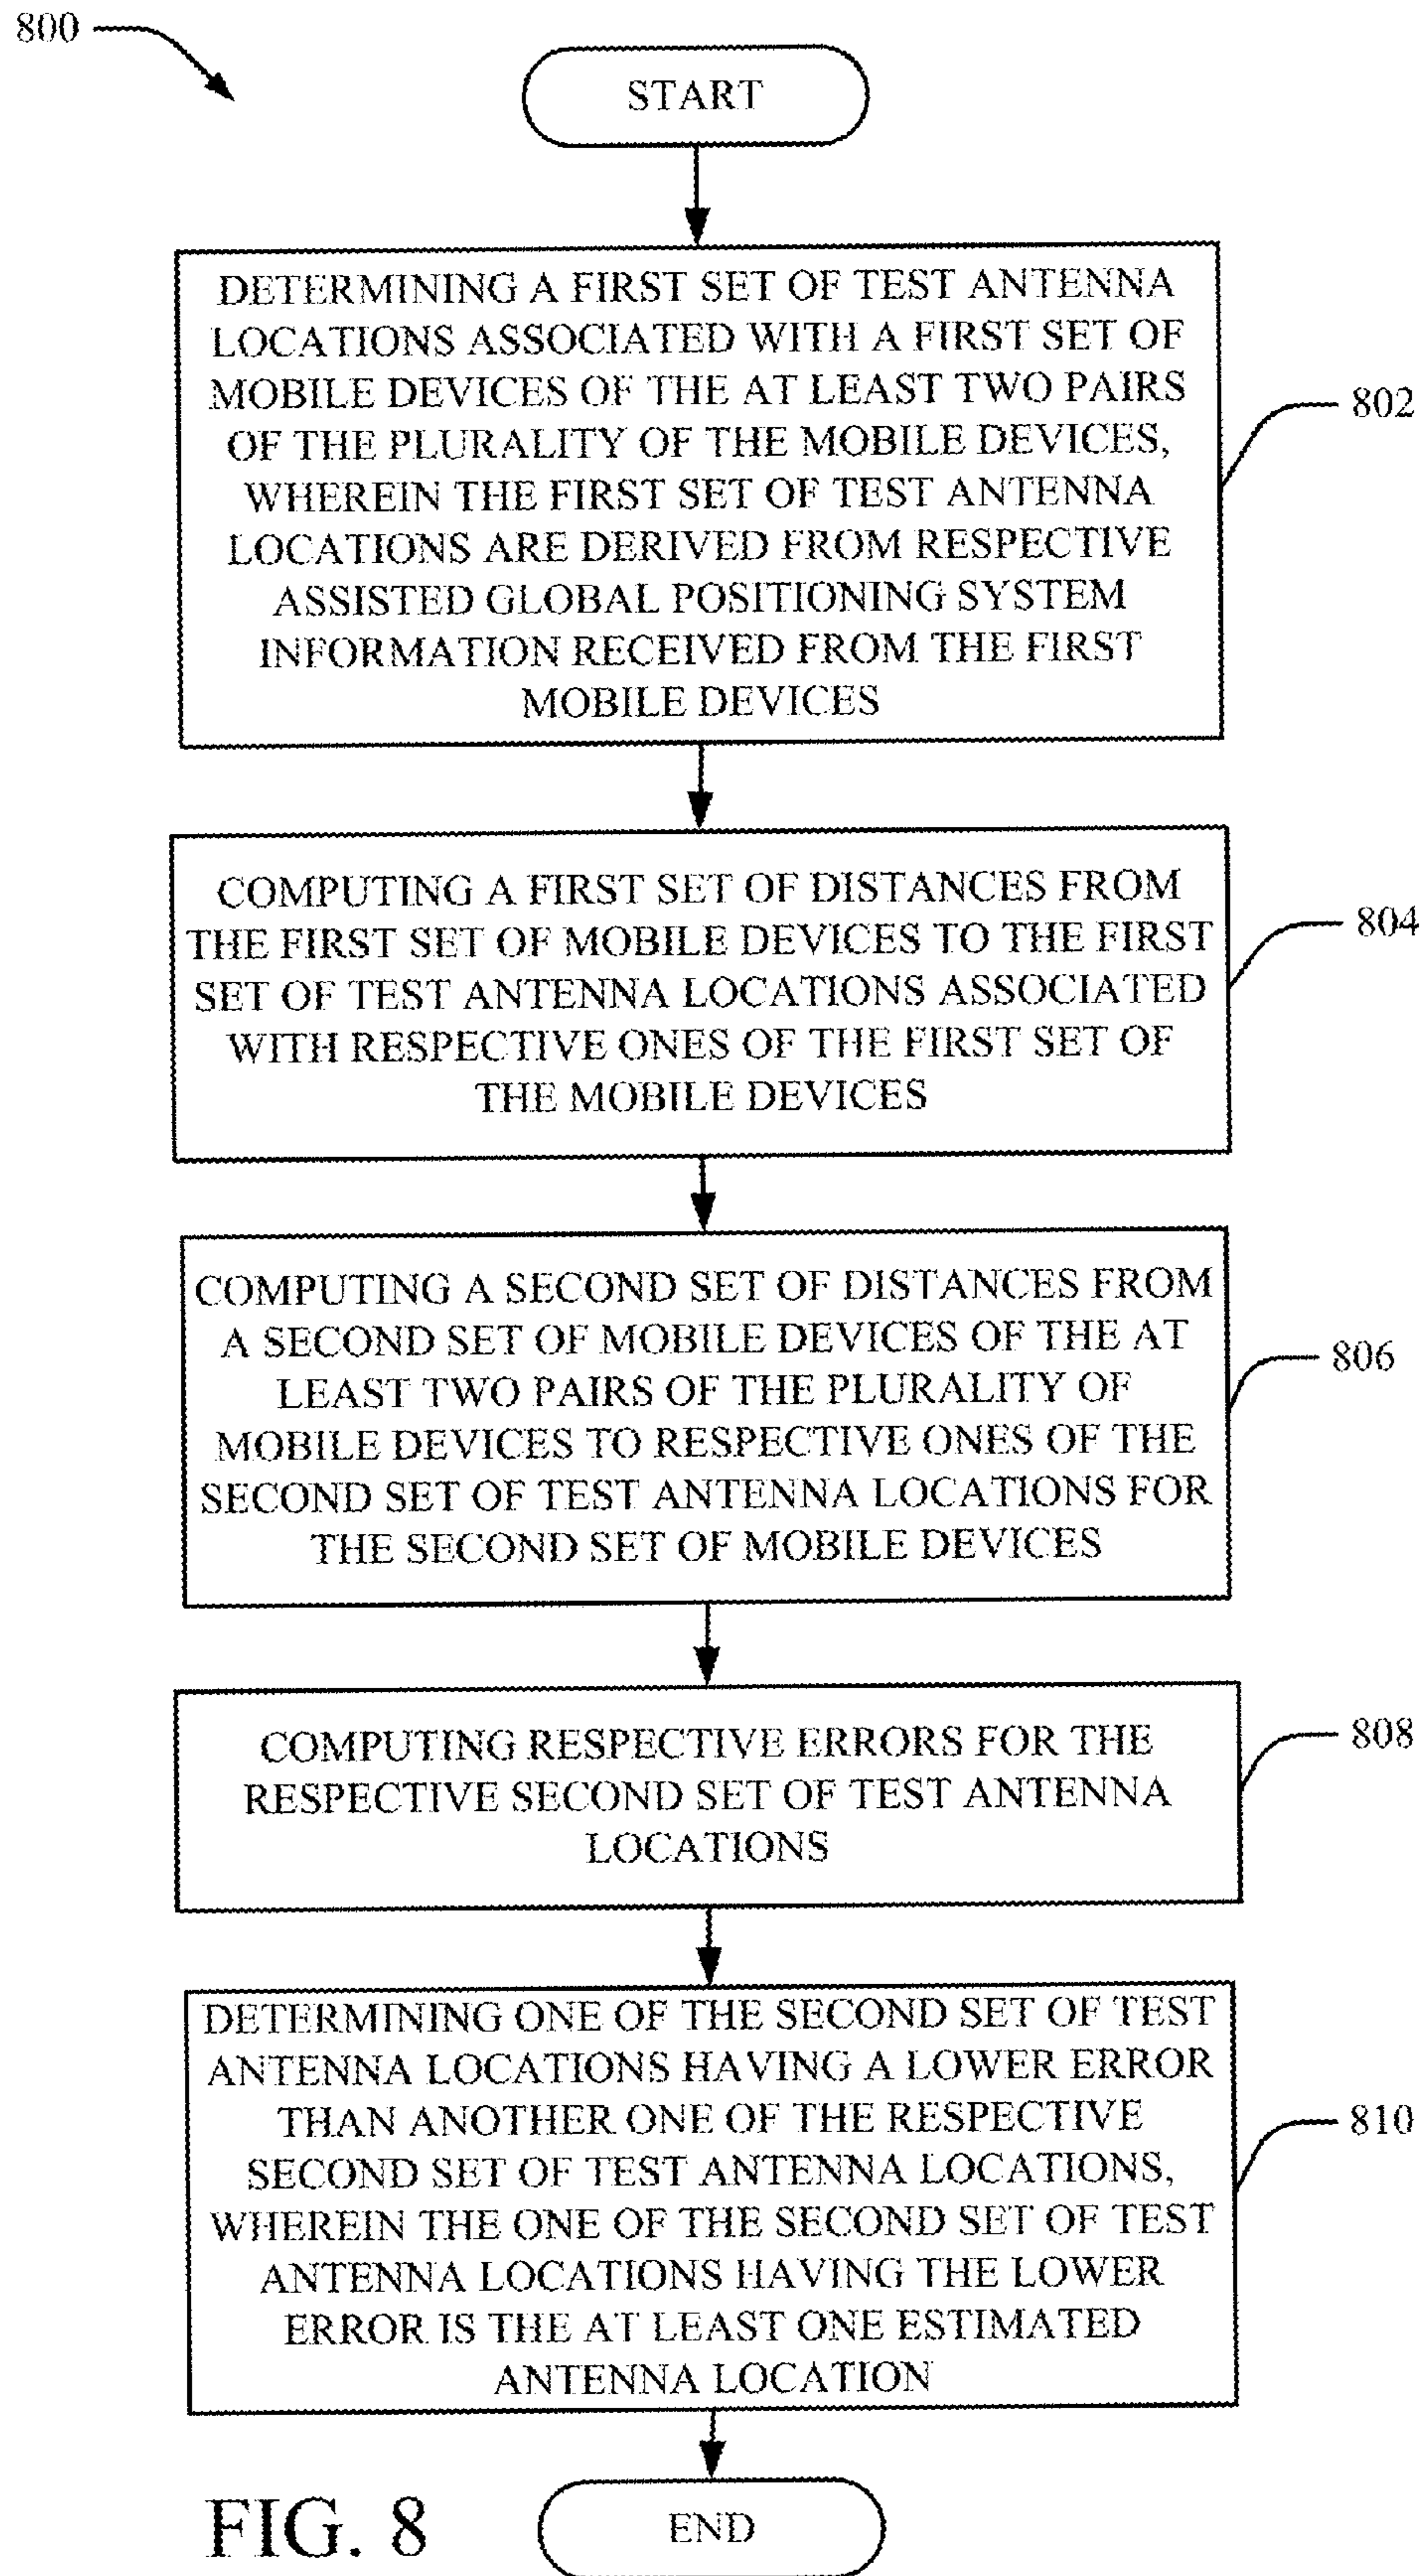 800
START
DETERMINING A FIRST SET OF TEST ANTENNA
LOCATIONS ASSOCIATED WITH A FIRST SET OF
MOBILE DEVICES OF THE AT LEAST TWO PAIRS
OF THE PLURALITY OF THE MOBILE DEVICES,
WHEREIN THE FIRST SET OF TEST ANTENNA
LOCATIONS ARE DERIVED FROM RESPECTIVE
ASSISTED GLOBAL POSITIONING SYSTEM
INFORMATION RECEIVED FROM THE FIRST
MOBILE DEVICES
802
COMPUTING A FIRST SET OF DISTANCES FROM
THE FIRST SET OF MOBILE DEVICES TO THE FIRST
SET OF TEST ANTENNA LOCATIONS ASSOCIATED
WITH RESPECTIVE ONES OF THE FIRST SET OF
THE MOBILE DEVICES
804
COMPUTING A SECOND SET OF DISTANCES FROM
A SECOND SET OF MOBILE DEVICES OF THE AT
LEAST TWO PAIRS OF THE PLURALITY OF
MOBILE DEVICES TO RESPECTIVE ONES OF THE
SECOND SET OF TEST ANTENNA LOCATIONS FOR
THE SECOND SET OF MOBILE DEVICES
806
COMPUTING RESPECTIVE ERRORS FOR THE
RESPECTIVE SECOND SET OF TEST ANTENNA
LOCATIONS
808
DETERMINING ONE OF THE SECOND SET OF TEST
ANTENNA LOCATIONS HAVING A LOWER ERROR
THAN ANOTHER ONE OF THE RESPECTIVE
SECOND SET OF TEST ANTENNA LOCATIONS,
WHEREIN THE ONE OF THE SECOND SET OF TEST
ANTENNA LOCATIONS HAVING THE LOWER
ERROR IS THE AT LEAST ONE ESTIMATED
ANTENNA LOCATION
810
END
FIG. 8